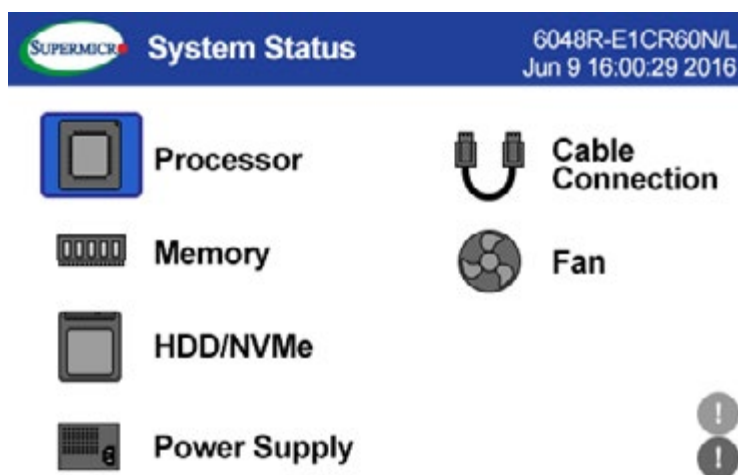 SUPERMICR
System Status
6048R-E1CR60N/L
Jun 9 16:00:29 2016
Processor
Cable
Connection
Memory
Fan
HDD/NVMe
Power Supply
!
!